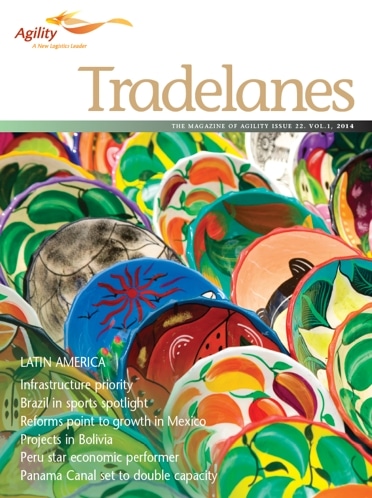 Agility
A New Logistics Leader
Tradelanes
THE MAGAZINE OF AGILITY ISSUE 22. VOL.1, 2014
LATIN AMERICA
Infrastructure priority
Brazil in sports spotlight
Reforms point to growth in Mexico
Projects in Bolivia
Peru star economic performer
Panama Canal set to double capacity